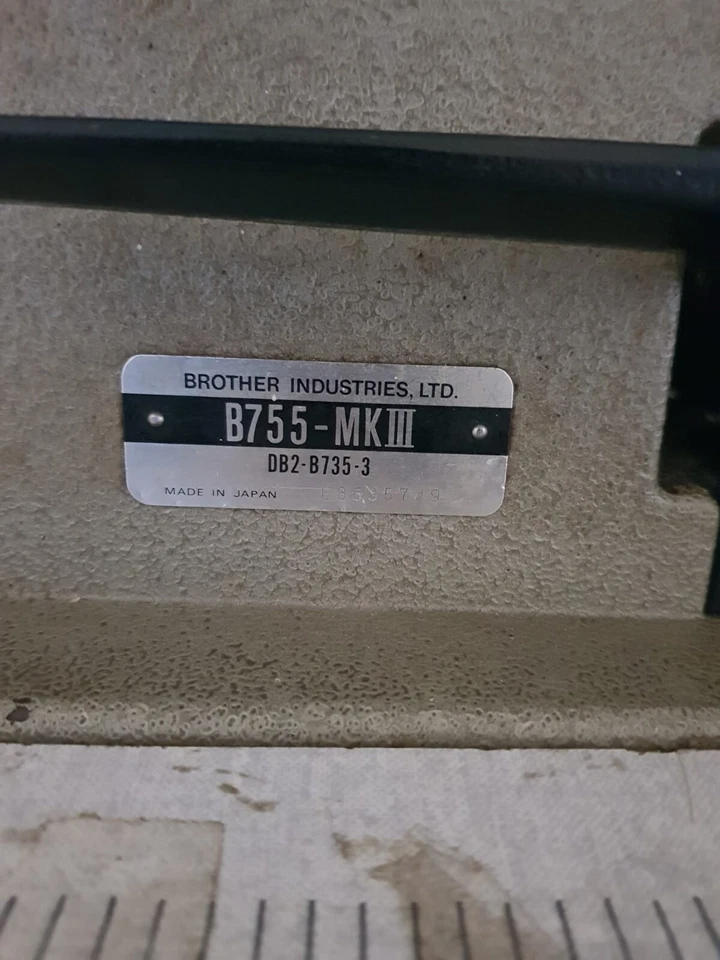 BROTHER INDUSTRIES, LTD.
B755-MKIII
DB2-B735-3
MADE IN JAPAN